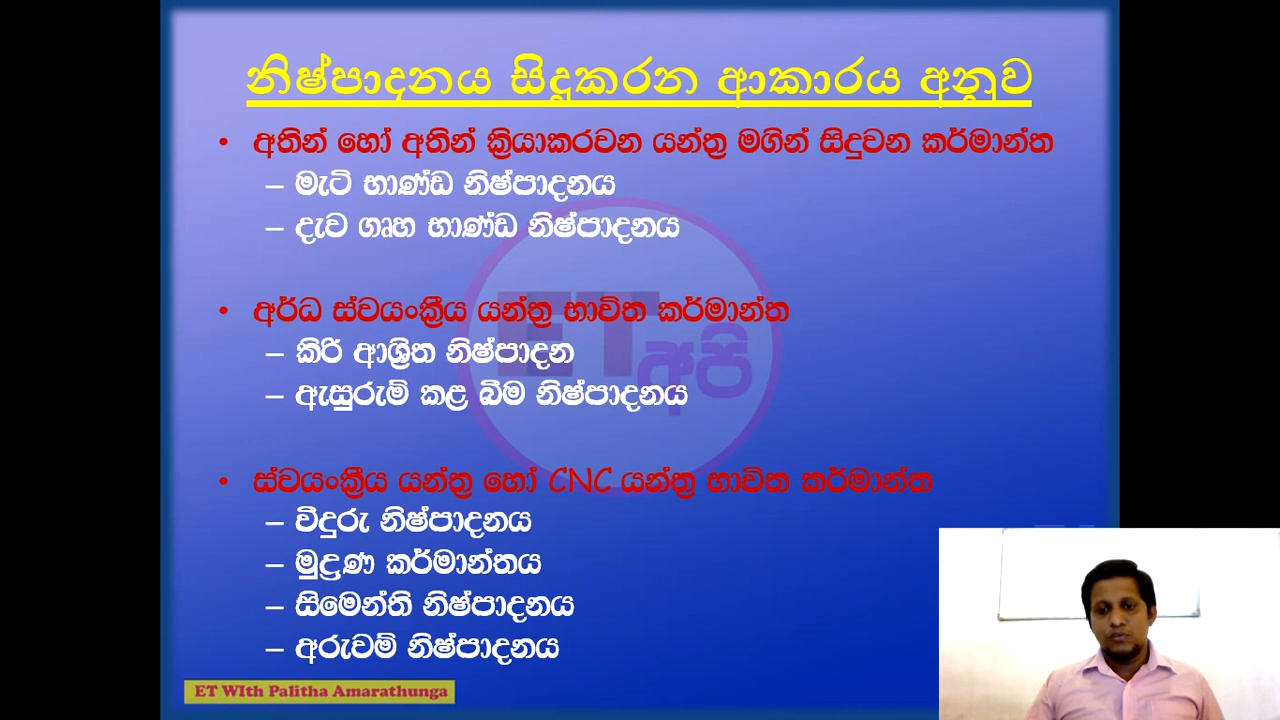 නිෂ්පාදනය සිදුකරන ආකාරය අනුව
• අතින් හෝ අතින් ක්‍රියාකරවන යන්ත්‍ර මගින් සිදුවන කර්මාන්ත
– මැටි භාණ්ඩ නිෂ්පාදනය
– දැව ගෘහ භාණ්ඩ නිෂ්පාදනය
• අර්ධ ස්වයංක්‍රීය යන්ත්‍ර භාවිත කර්මාන්ත
ET
– කිරි ආශ්‍රිත නිෂ්පාදන
අපි
– ඇසුරුම් කළ බීම නිෂ්පාදනය
• ස්වයංක්‍රීය යන්ත්‍ර හෝ CNC යන්ත්‍ර භාවිත කර්මාන්ත
– වීදුරු නිෂ්පාදනය
– මුද්‍රණ කර්මාන්තය
– සිමෙන්ති නිෂ්පාදනය
– අරුවම් නිෂ්පාදනය
ET WIth Palitha Amarathunga